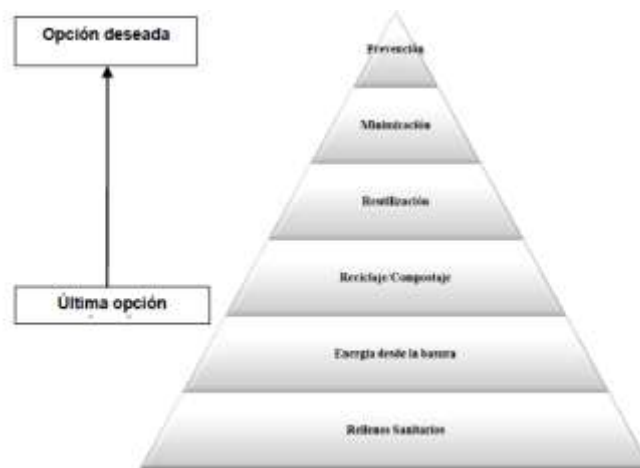 Opción deseada
Última opción
Prevención
Minimización
Reutilización
Reciclaje/Compostaje
Energía desde la basura
Rellenos Sanitarios